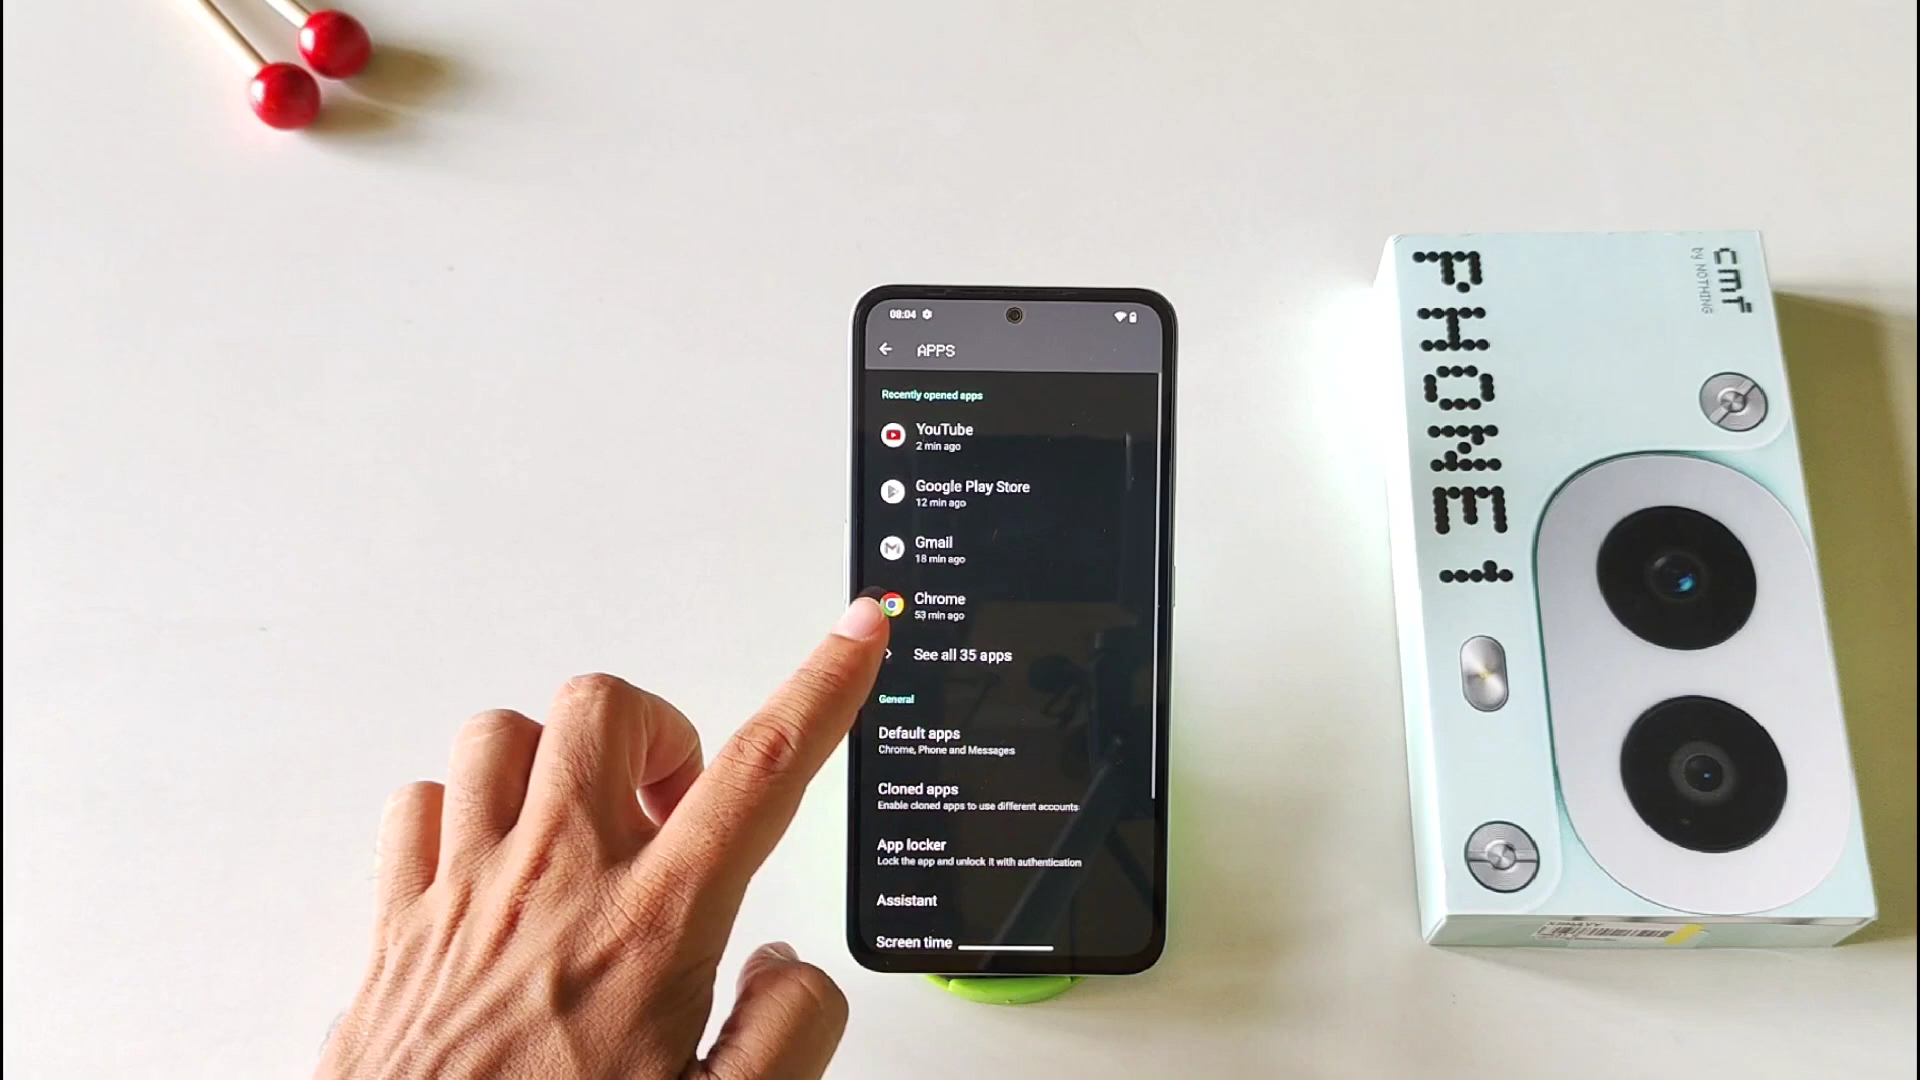 08:04
APPS
Recently opened apps
YouTube
2 min ago
Google Play Store
12 min ago
Gmail
18 min ago
Chrome
53 min ago
See all 35 apps
General
Default apps
Chrome, Phone and Messages
Cloned apps
Enable cloned apps to use different accounts
App locker
Lock the app and unlock it with authentication
Assistant
Screen time
PHONE 1
cmf
by NOTHING